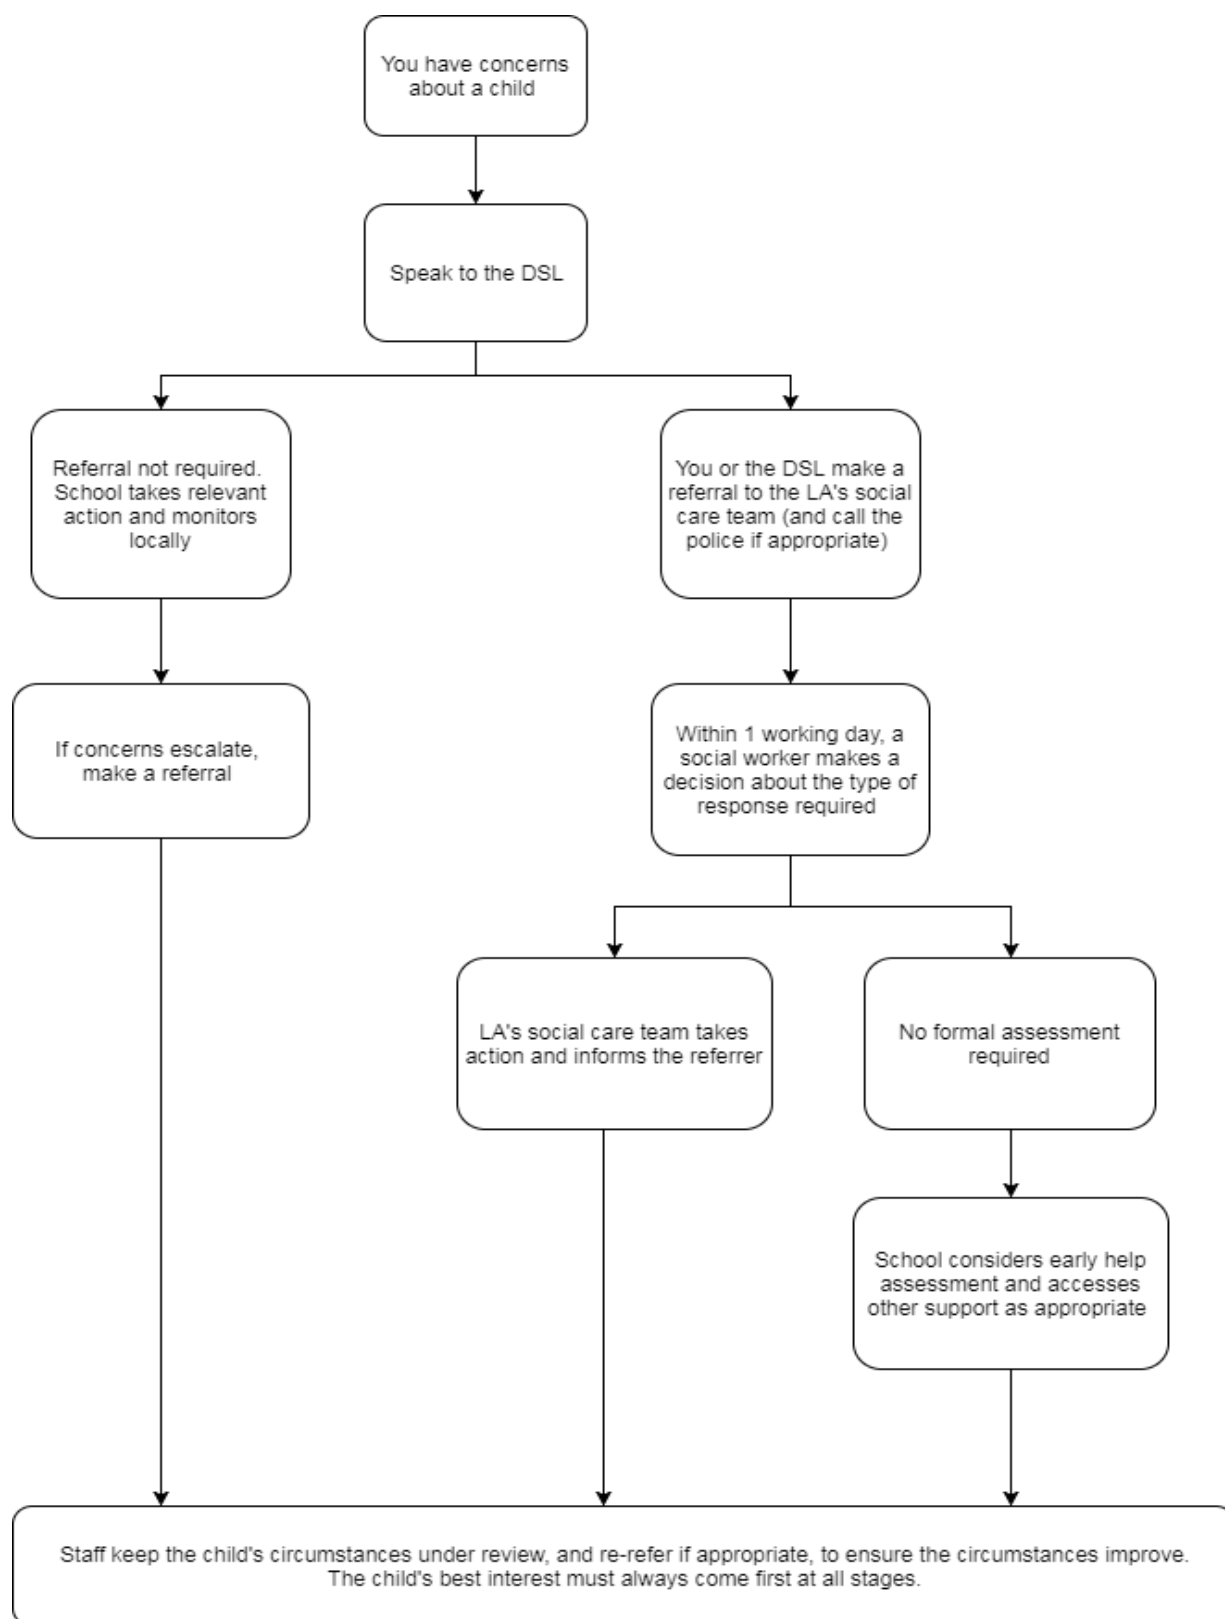 You have concerns
about a child
Speak to the DSL
Referral not required.
School takes relevant
action and monitors
locally
You or the DSL make a
referral to the LA's social
care team (and call the
police if appropriate)
If concerns escalate,
make a referral
Within 1 working day, a
social worker makes a
decision about the type of
response required
LA's social care team takes
action and informs the referrer
No formal assessment
required
School considers early help
assessment and accesses
other support as appropriate
Staff keep the child's circumstances under review, and re-refer if appropriate, to ensure the circumstances improve.
The child's best interest must always come first at all stages.